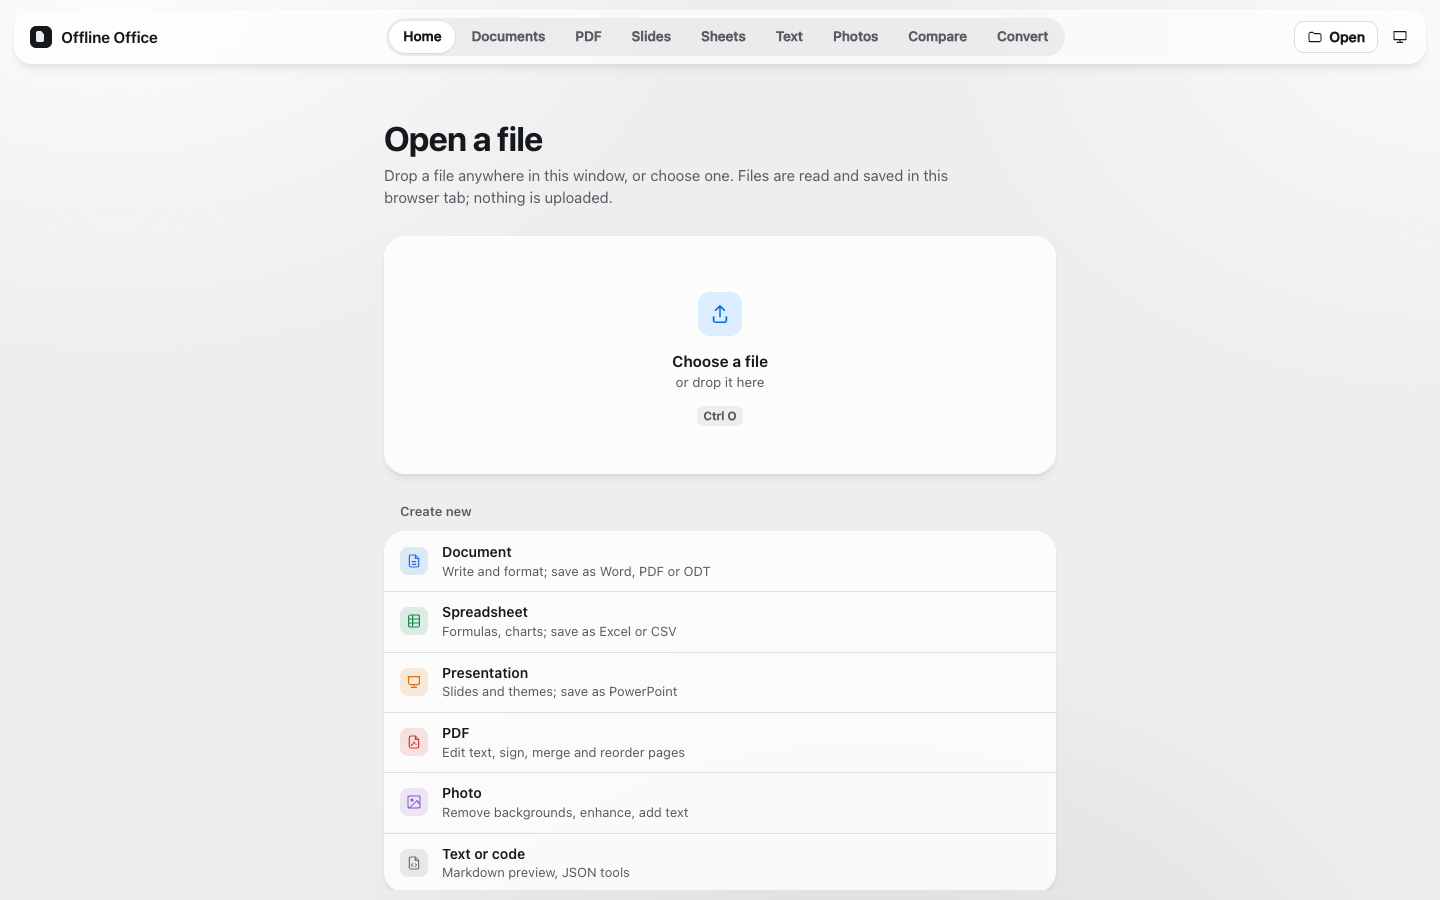 Offline Office
Home
Documents
PDF
Slides
Sheets
Text
Photos
Compare
Convert
Open
Open a file
Drop a file anywhere in this window, or choose one. Files are read and saved in this
browser tab; nothing is uploaded.
Choose a file
or drop it here
Ctrl O
Create new
Document
Write and format; save as Word, PDF or ODT
Spreadsheet
Formulas, charts; save as Excel or CSV
Presentation
Slides and themes; save as PowerPoint
PDF
Edit text, sign, merge and reorder pages
Photo
Remove backgrounds, enhance, add text
Text or code
Markdown preview, JSON tools